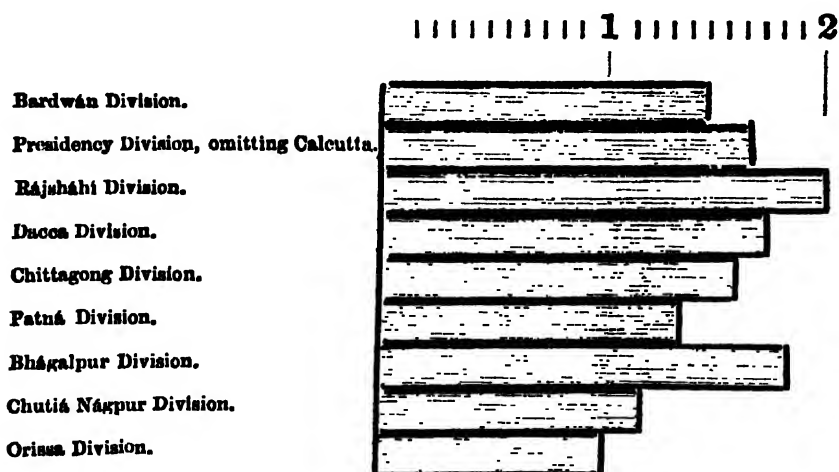 1 2
Bardwán Division.
Presidency Division, omitting Calcutta.
Rájsháhi Division.
Dacca Division.
Chittagong Division.
Patná Division.
Bhágalpur Division.
Chutiá Nágpur Division.
Orissa Division.